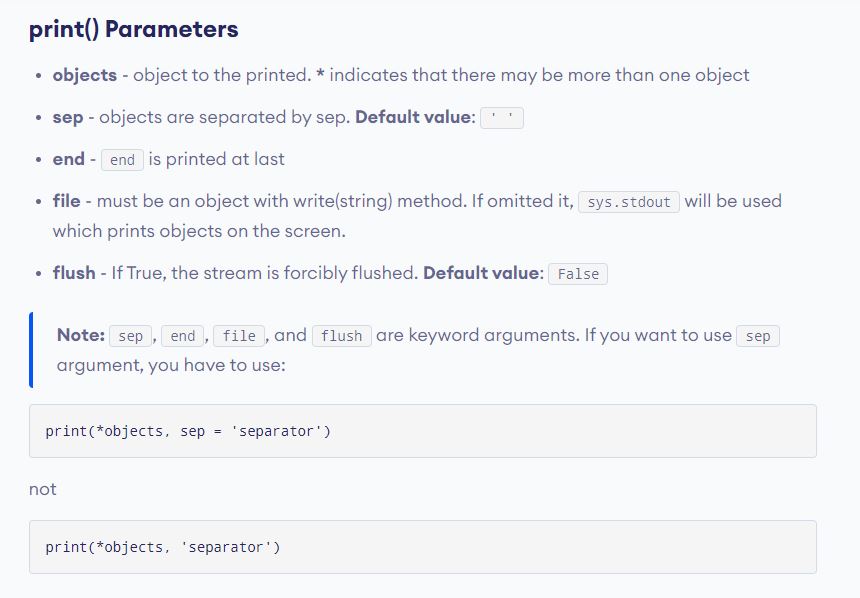 print() Parameters
• objects - object to the printed. * indicates that there may be more than one object
• sep - objects are separated by sep. Default value: ' '
• end - end is printed at last
• file - must be an object with write(string) method. If omitted it, sys.stdout will be used
which prints objects on the screen.
• flush - If True, the stream is forcibly flushed. Default value: False
Note: sep, end, file, and flush are keyword arguments. If you want to use sep
argument, you have to use:
print(*objects, sep = 'separator')
not
print(*objects, 'separator')